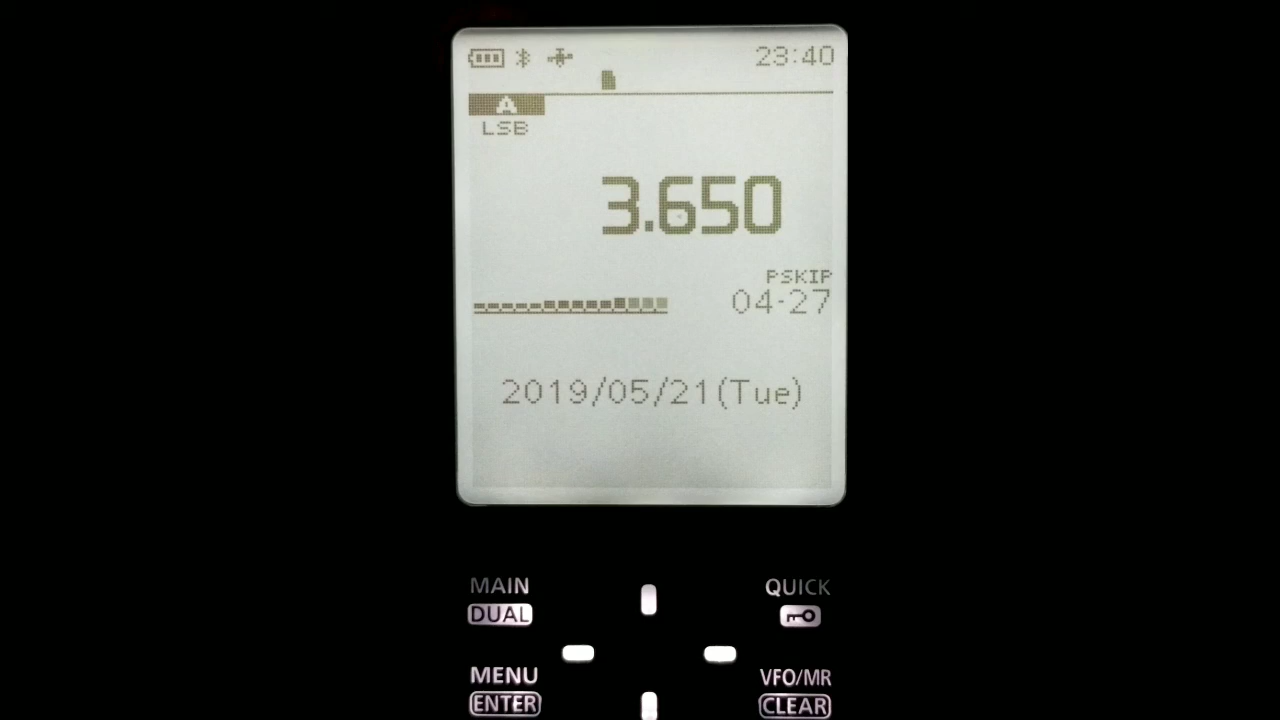 23:40
A
LSB
3.650
PSKIP
04-27
2019/05/21(Tue)
MAIN QUICK
DUAL
MENU VFO/MR
ENTER CLEAR